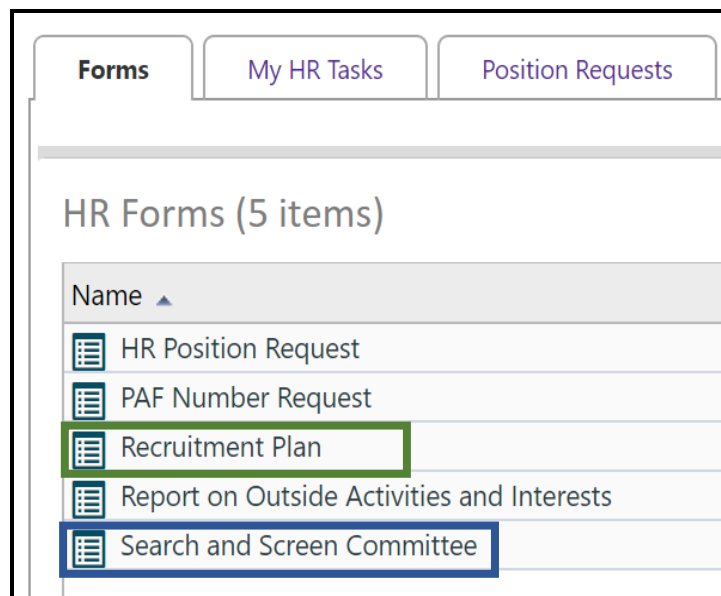 Forms My HR Tasks Position Requests
HR Forms (5 items)
Name
HR Position Request
PAF Number Request
Recruitment Plan
Report on Outside Activities and Interests
Search and Screen Committee